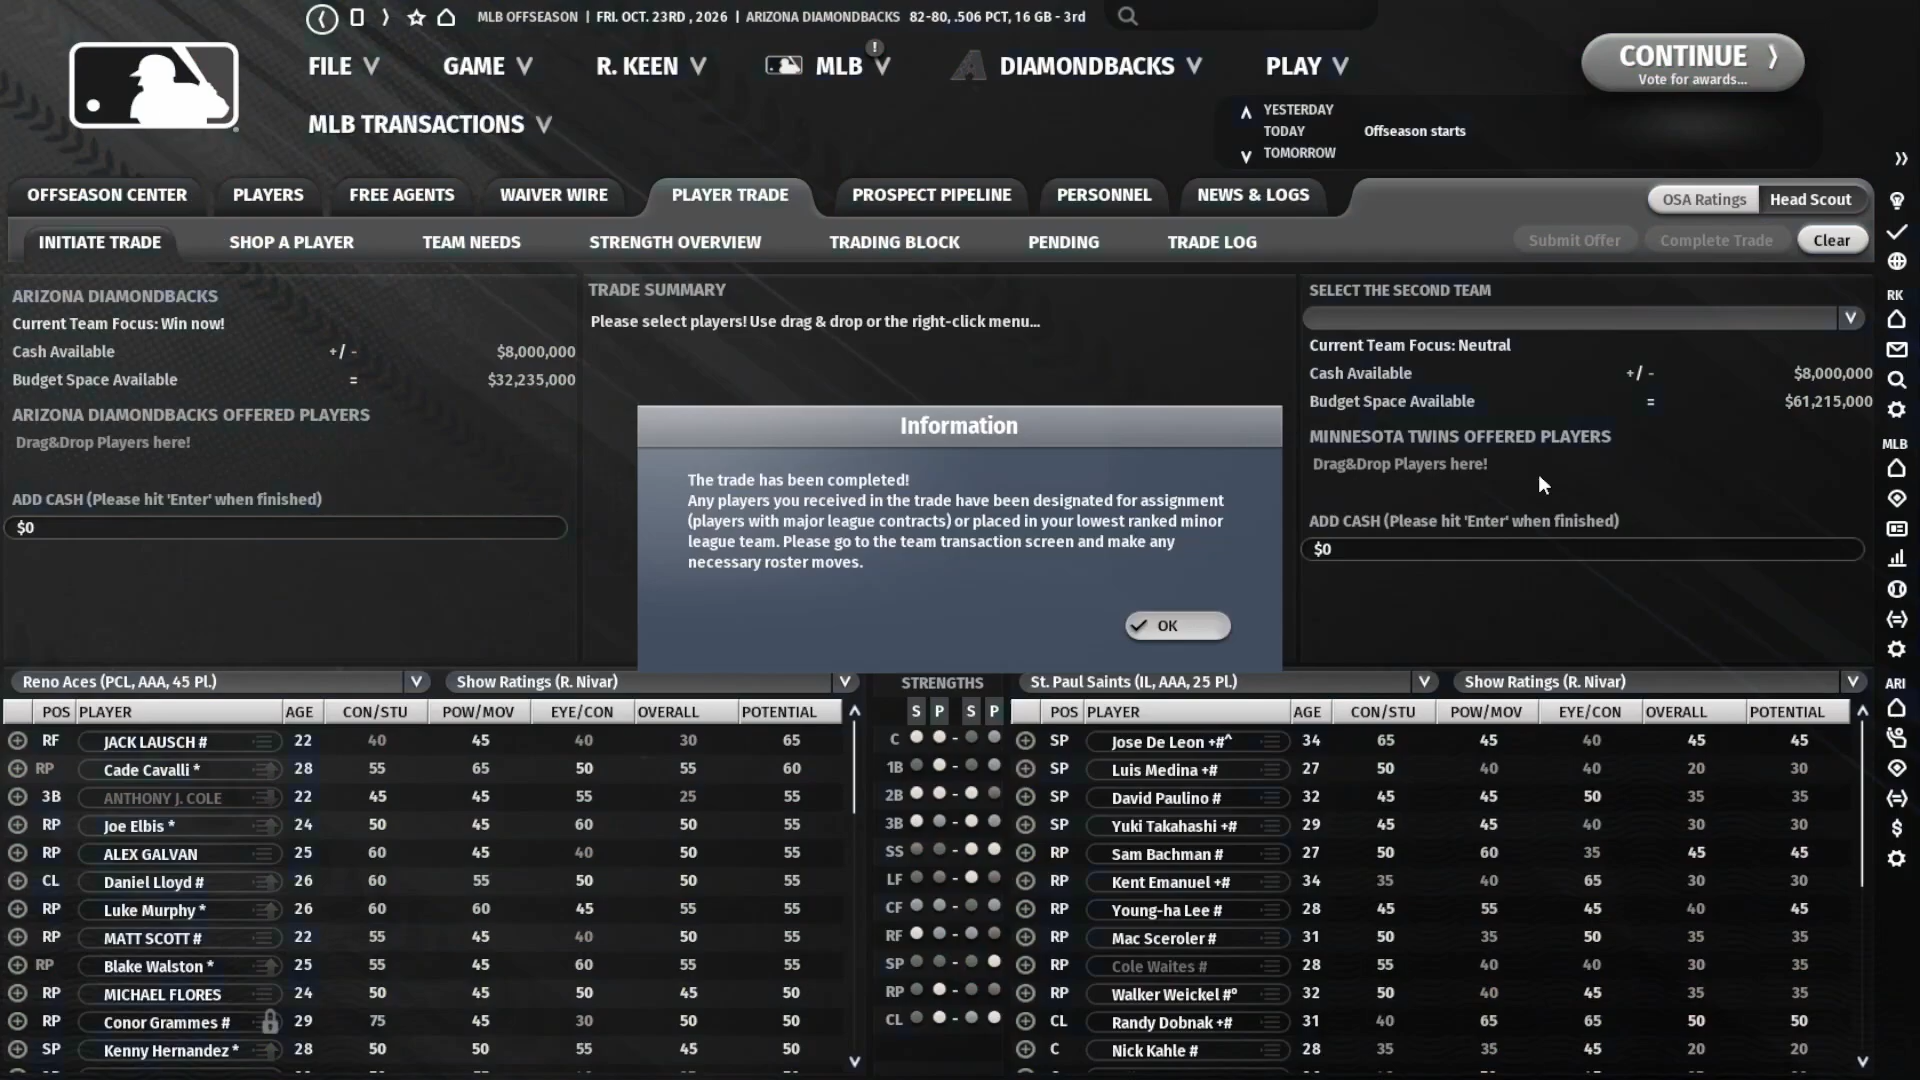 MLB OFFSEASON | FRI. OCT. 23RD , 2026 | ARIZONA DIAMONDBACKS 82-80, .506 PCT, 16 GB - 3rd
FILE GAME R. KEEN MLB ! DIAMONDBACKS PLAY
CONTINUE
Vote for awards...
MLB TRANSACTIONS
YESTERDAY
TODAY Offseason starts
TOMORROW
OFFSEASON CENTER PLAYERS FREE AGENTS WAIVER WIRE PLAYER TRADE PROSPECT PIPELINE PERSONNEL NEWS & LOGS OSA Ratings Head Scout
INITIATE TRADE SHOP A PLAYER TEAM NEEDS STRENGTH OVERVIEW TRADING BLOCK PENDING TRADE LOG Submit Offer Complete Trade Clear
ARIZONA DIAMONDBACKS
Current Team Focus: Win now!
Cash Available +/- $8,000,000
Budget Space Available = $32,235,000
ARIZONA DIAMONDBACKS OFFERED PLAYERS
Drag&Drop Players here!
ADD CASH (Please hit 'Enter' when finished)
$0
TRADE SUMMARY
Please select players! Use drag & drop or the right-click menu...
SELECT THE SECOND TEAM
Current Team Focus: Neutral
Cash Available +/- $8,000,000
Budget Space Available = $61,215,000
MINNESOTA TWINS OFFERED PLAYERS
Drag&Drop Players here!
ADD CASH (Please hit 'Enter' when finished)
$0
Information
The trade has been completed!
Any players you received in the trade have been designated for assignment
(players with major league contracts) or placed in your lowest ranked minor
league team. Please go to the team transaction screen and make any
necessary roster moves.
OK
Reno Aces (PCL, AAA, 45 Pl.) Show Ratings (R. Nivar)
POS PLAYER AGE CON/STU POW/MOV EYE/CON OVERALL POTENTIAL
RF JACK LAUSCH # 22 40 45 40 30 65
RP Cade Cavalli * 28 55 65 50 55 60
3B ANTHONY J. COLE 22 45 45 55 25 55
RP Joe Elbis * 24 50 45 60 50 55
RP ALEX GALVAN 25 60 45 40 50 55
CL Daniel Lloyd # 26 60 55 40 50 55
RP Luke Murphy * 26 60 60 45 55 55
RP MATT SCOTT # 22 55 45 40 50 55
RP Blake Walston * 25 55 45 60 55 55
RP MICHAEL FLORES 24 50 45 50 45 50
RP Conor Grammes # 29 75 45 30 50 50
SP Kenny Hernandez * 28 50 50 55 45 50
STRENGTHS
S P S P
C -
1B -
2B -
3B -
SS -
LF -
CF -
RF -
SP -
RP -
CL -
St. Paul Saints (IL, AAA, 25 Pl.) Show Ratings (R. Nivar)
POS PLAYER AGE CON/STU POW/MOV EYE/CON OVERALL POTENTIAL
SP Jose De Leon +#^ 34 65 45 40 45 45
SP Luis Medina +# 27 50 40 40 20 30
SP David Paulino # 32 45 45 50 35 35
SP Yuki Takahashi +# 29 45 45 40 30 30
RP Sam Bachman # 27 50 60 35 45 45
RP Kent Emanuel +# 34 35 40 65 30 30
RP Young-ha Lee # 28 45 55 45 40 45
RP Mac Sceroler # 31 50 35 50 35 35
RP Cole Waites # 28 55 40 40 30 35
RP Walker Weickel #° 32 50 40 45 35 35
CL Randy Dobnak +# 31 40 65 65 50 50
C Nick Kahle # 28 35 35 45 20 20
RK
MLB
ARI
$